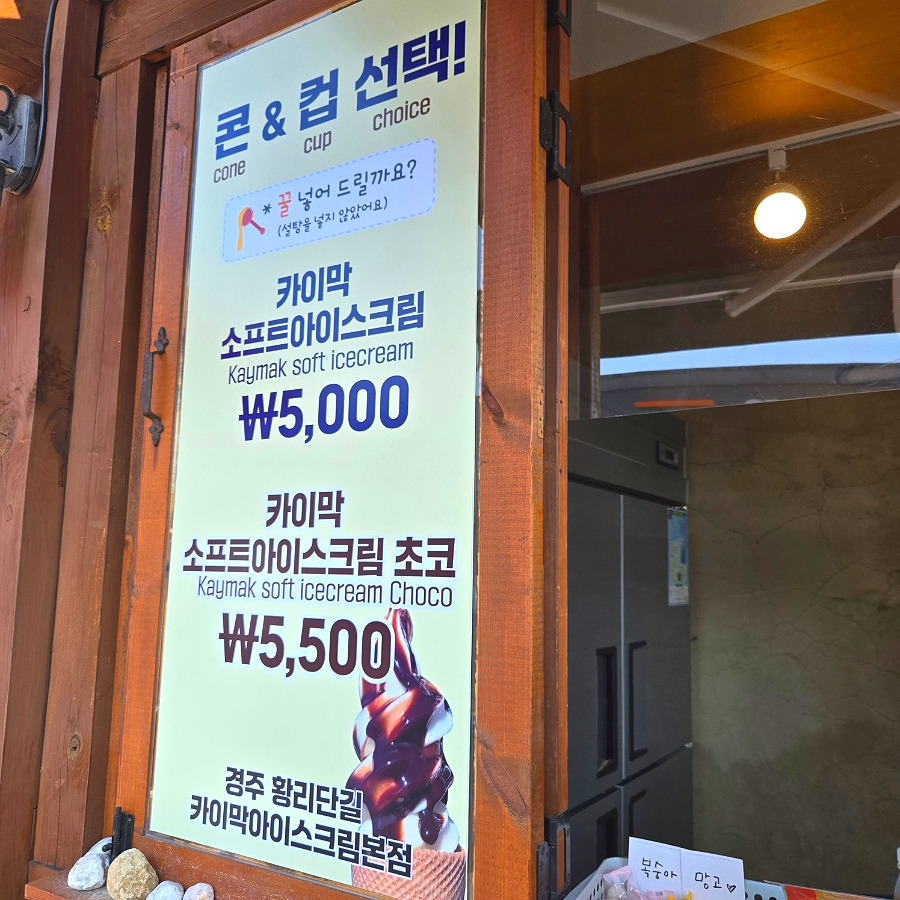 콘 & 컵 선택!
cone cup choice
* 꿀 넣어 드릴까요?
(설탕을 넣지 않았어요)
카이막
소프트아이스크림
Kaymak soft icecream
₩5,000
카이막
소프트아이스크림 초코
Kaymak soft icecream Choco
₩5,500
경주 황리단길
카이막아이스크림본점
복숭아 망고♡